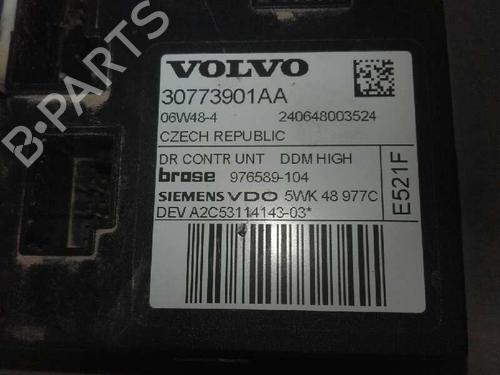 VOLVO
30773901AA
06W48-4 240648003524
CZECH REPUBLIC
DR CONTR UNT DDM HIGH
brose 976589-104
SIEMENS VDO 5WK 48 977C
DEV A2C53114143-03*
E521F
B-PARTS